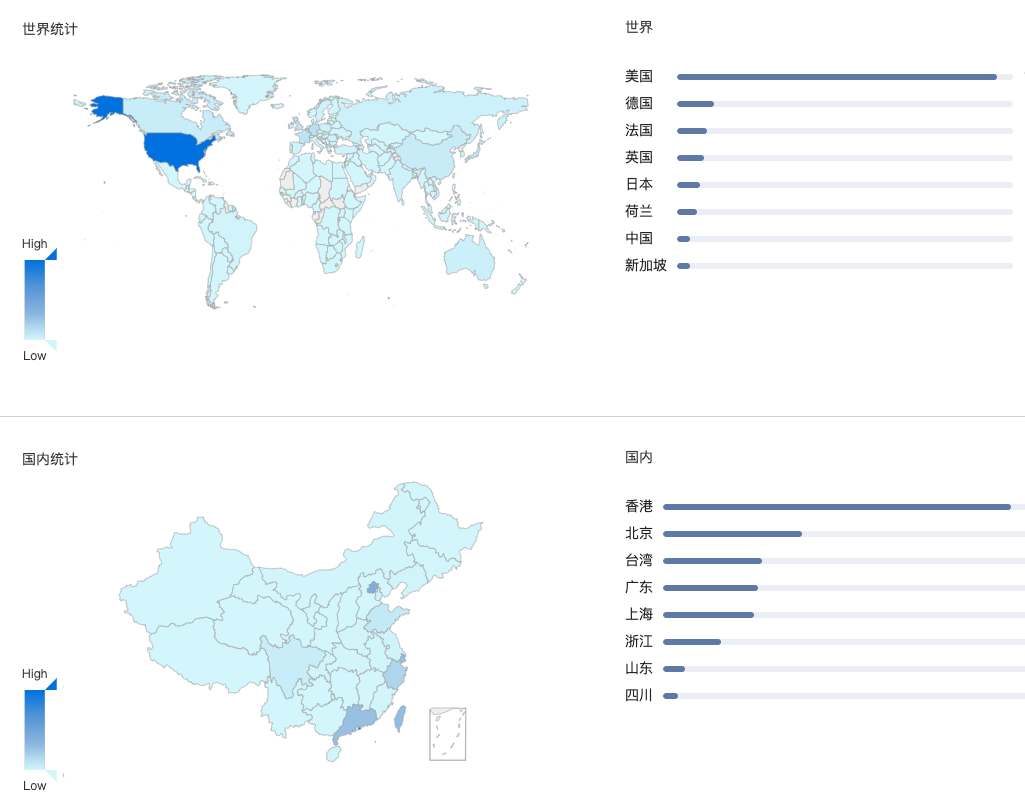 世界统计
High
Low
世界
美国
德国
法国
英国
日本
荷兰
中国
新加坡
国内统计
High
Low
国内
香港
北京
台湾
广东
上海
浙江
山东
四川